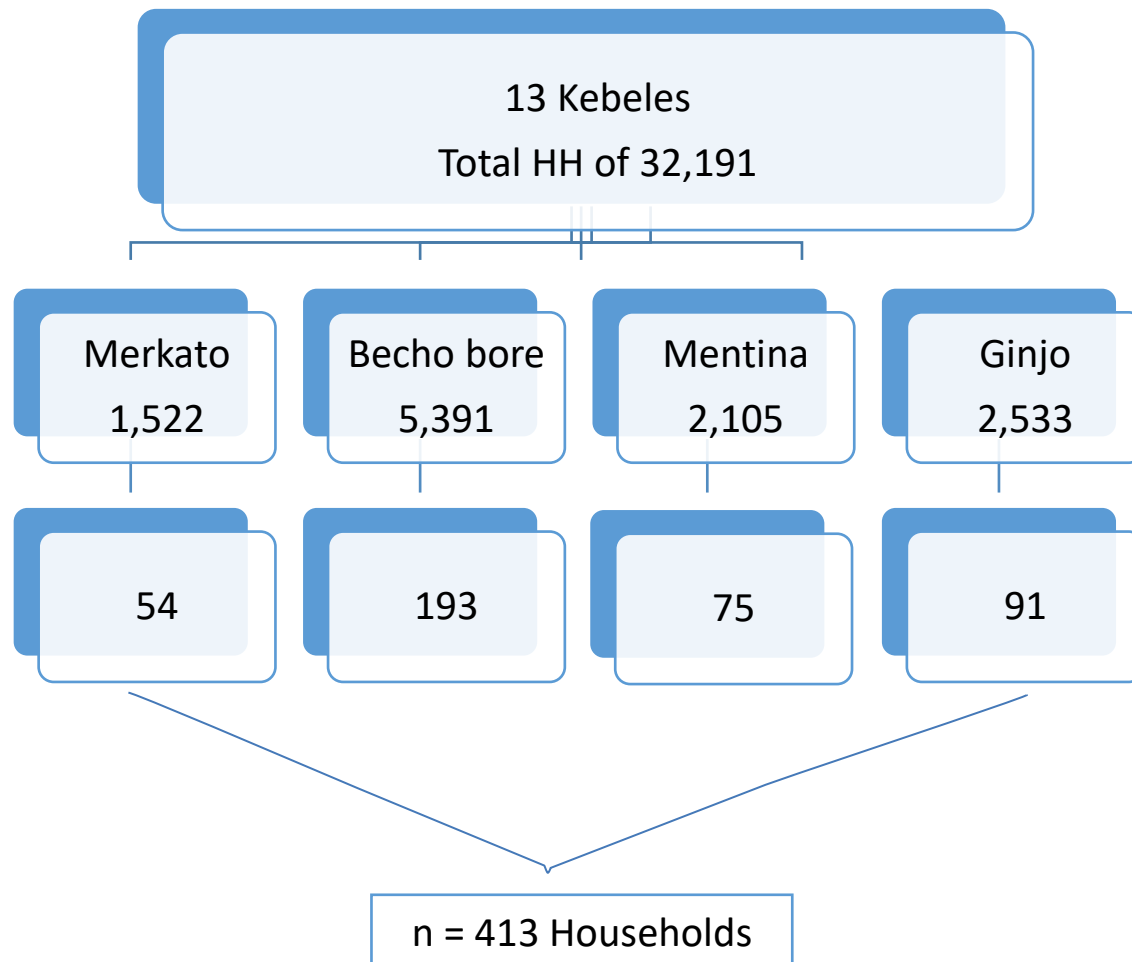 13 Kebeles
Total HH of 32,191
Merkato
1,522
Becho bore
5,391
Mentina
2,105
Ginjo
2,533
54
193
75
91
n = 413 Households